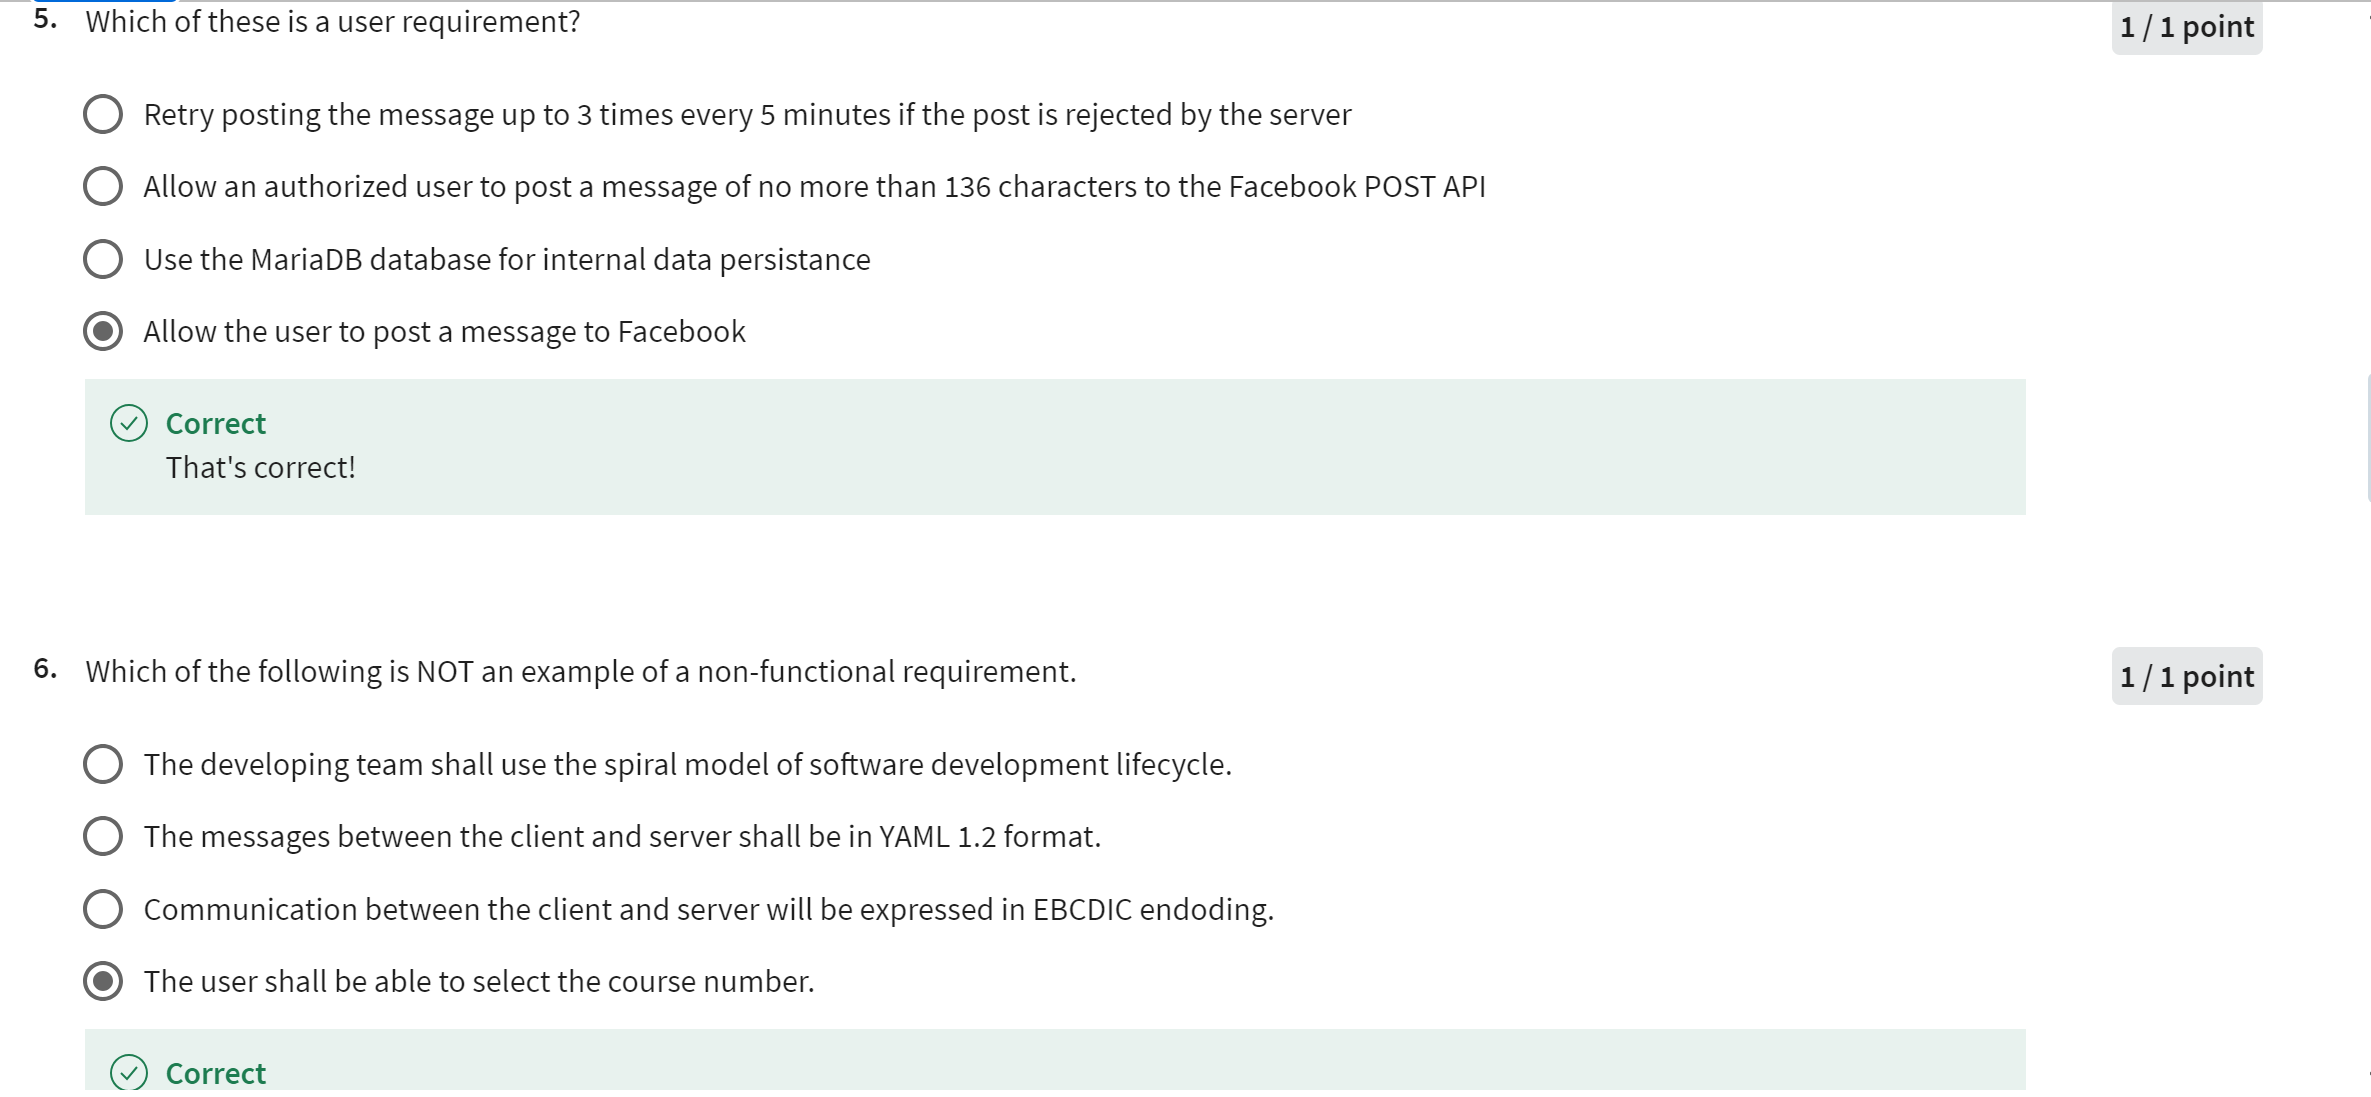 5. Which of these is a user requirement?
1 / 1 point
Retry posting the message up to 3 times every 5 minutes if the post is rejected by the server
Allow an authorized user to post a message of no more than 136 characters to the Facebook POST API
Use the MariaDB database for internal data persistance
Allow the user to post a message to Facebook
Correct
That's correct!
6. Which of the following is NOT an example of a non-functional requirement.
1 / 1 point
The developing team shall use the spiral model of software development lifecycle.
The messages between the client and server shall be in YAML 1.2 format.
Communication between the client and server will be expressed in EBCDIC endoding.
The user shall be able to select the course number.
Correct